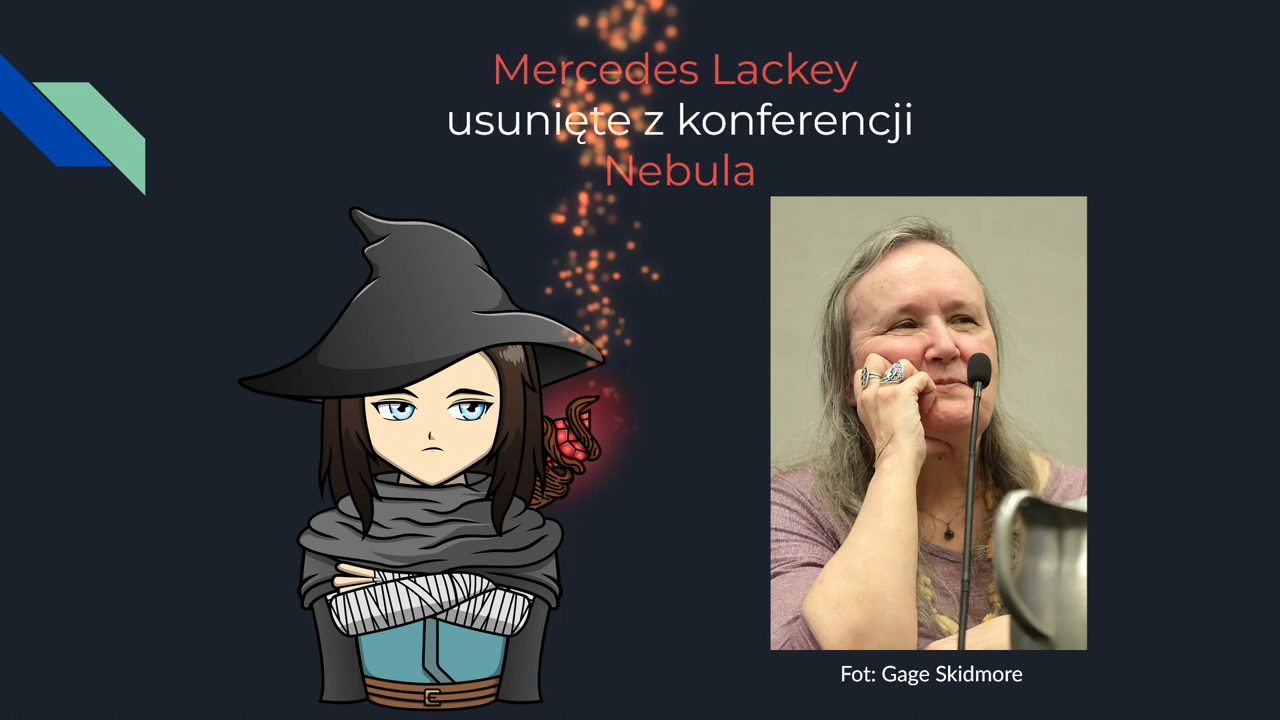 Mercedes Lackey
usunięte z konferencji
Nebula
Fot: Gage Skidmore